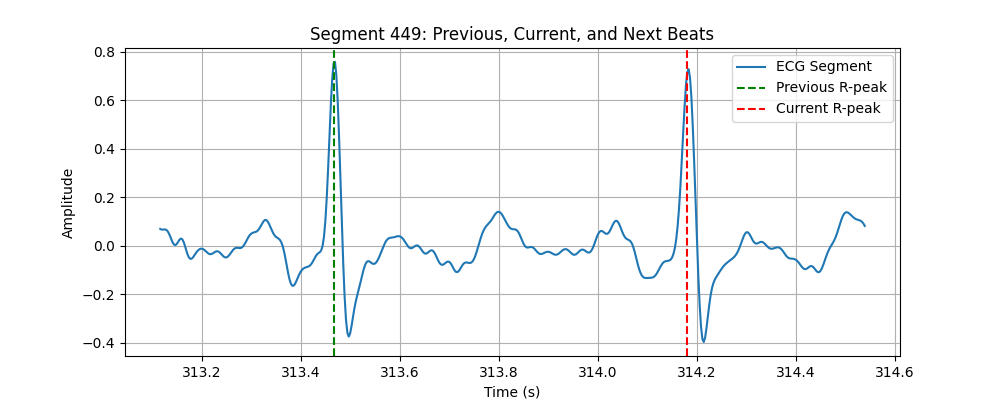 Segment 449: Previous, Current, and Next Beats
ECG Segment
Previous R-peak
Current R-peak
Amplitude
0.8
0.6
0.4
0.2
0.0
−0.2
−0.4
313.2 313.4 313.6 313.8 314.0 314.2 314.4 314.6
Time (s)